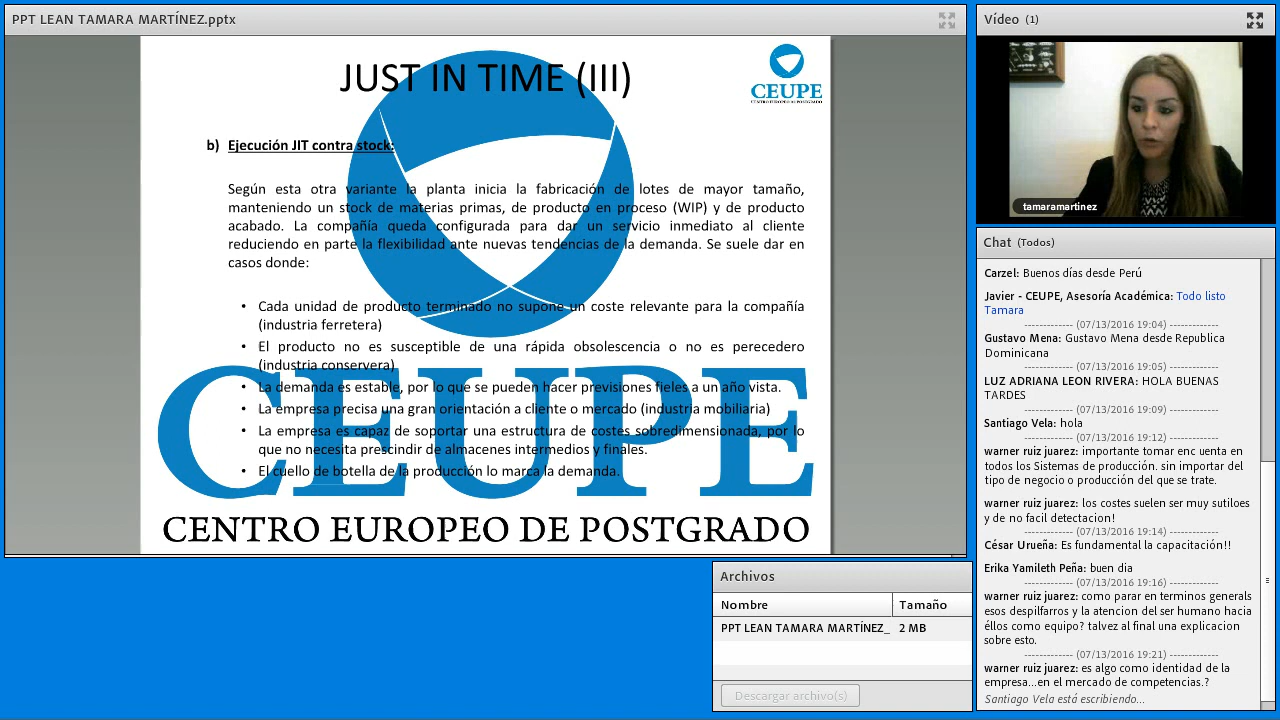 PPT LEAN TAMARA MARTÍNEZ.pptx
JUST IN TIME (III)
CEUPE
CENTRO EUROPEO DE POSTGRADO
b) Ejecución JIT contra stock:
Según esta otra variante la planta inicia la fabricación de lotes de mayor tamaño,
manteniendo un stock de materias primas, de producto en proceso (WIP) y de producto
acabado. La compañía queda configurada para dar un servicio inmediato al cliente
reduciendo en parte la flexibilidad ante nuevas tendencias de la demanda. Se suele dar en
casos donde:
• Cada unidad de producto terminado no supone un coste relevante para la compañía
(industria ferretera)
• El producto no es susceptible de una rápida obsolescencia o no es perecedero
(industria conservera)
• La demanda es estable, por lo que se pueden hacer previsiones fieles a un año vista.
• La empresa precisa una gran orientación a cliente o mercado (industria mobiliaria)
• La empresa es capaz de soportar una estructura de costes sobredimensionada, por lo
que no necesita prescindir de almacenes intermedios y finales.
• El cuello de botella de la producción lo marca la demanda.
CEUPE
CENTRO EUROPEO DE POSTGRADO
Archivos
Nombre Tamaño
PPT LEAN TAMARA MARTÍNEZ_ 2 MB
Descargar archivo(s)
Vídeo (1)
tamaramartinez
Chat (Todos)
Carzel: Buenos días desde Perú
Javier - CEUPE, Asesoría Académica: Todo listo
Tamara
------------- (07/13/2016 19:04) -------------
Gustavo Mena: Gustavo Mena desde Republica
Dominicana
------------- (07/13/2016 19:05) -------------
LUZ ADRIANA LEON RIVERA: HOLA BUENAS
TARDES
------------- (07/13/2016 19:09) -------------
Santiago Vela: hola
------------- (07/13/2016 19:12) -------------
warner ruiz juarez: importante tomar enc uenta en
todos los Sistemas de producción. sin importar del
tipo de negocio o producción del que se trate.
warner ruiz juarez: los costes suelen ser muy sutiloes
y de no facil detectacion!
------------- (07/13/2016 19:14) -------------
César Urueña: Es fundamental la capacitación!!
Erika Yamileth Peña: buen dia
------------- (07/13/2016 19:16) -------------
warner ruiz juarez: como parar en terminos generals
esos despilfarros y la atencion del ser humano hacia
éllos como equipo? talvez al final una explicacion
sobre esto.
------------- (07/13/2016 19:21) -------------
warner ruiz juarez: es algo como identidad de la
empresa...en el mercado de competencias.?
Santiago Vela está escribiendo...